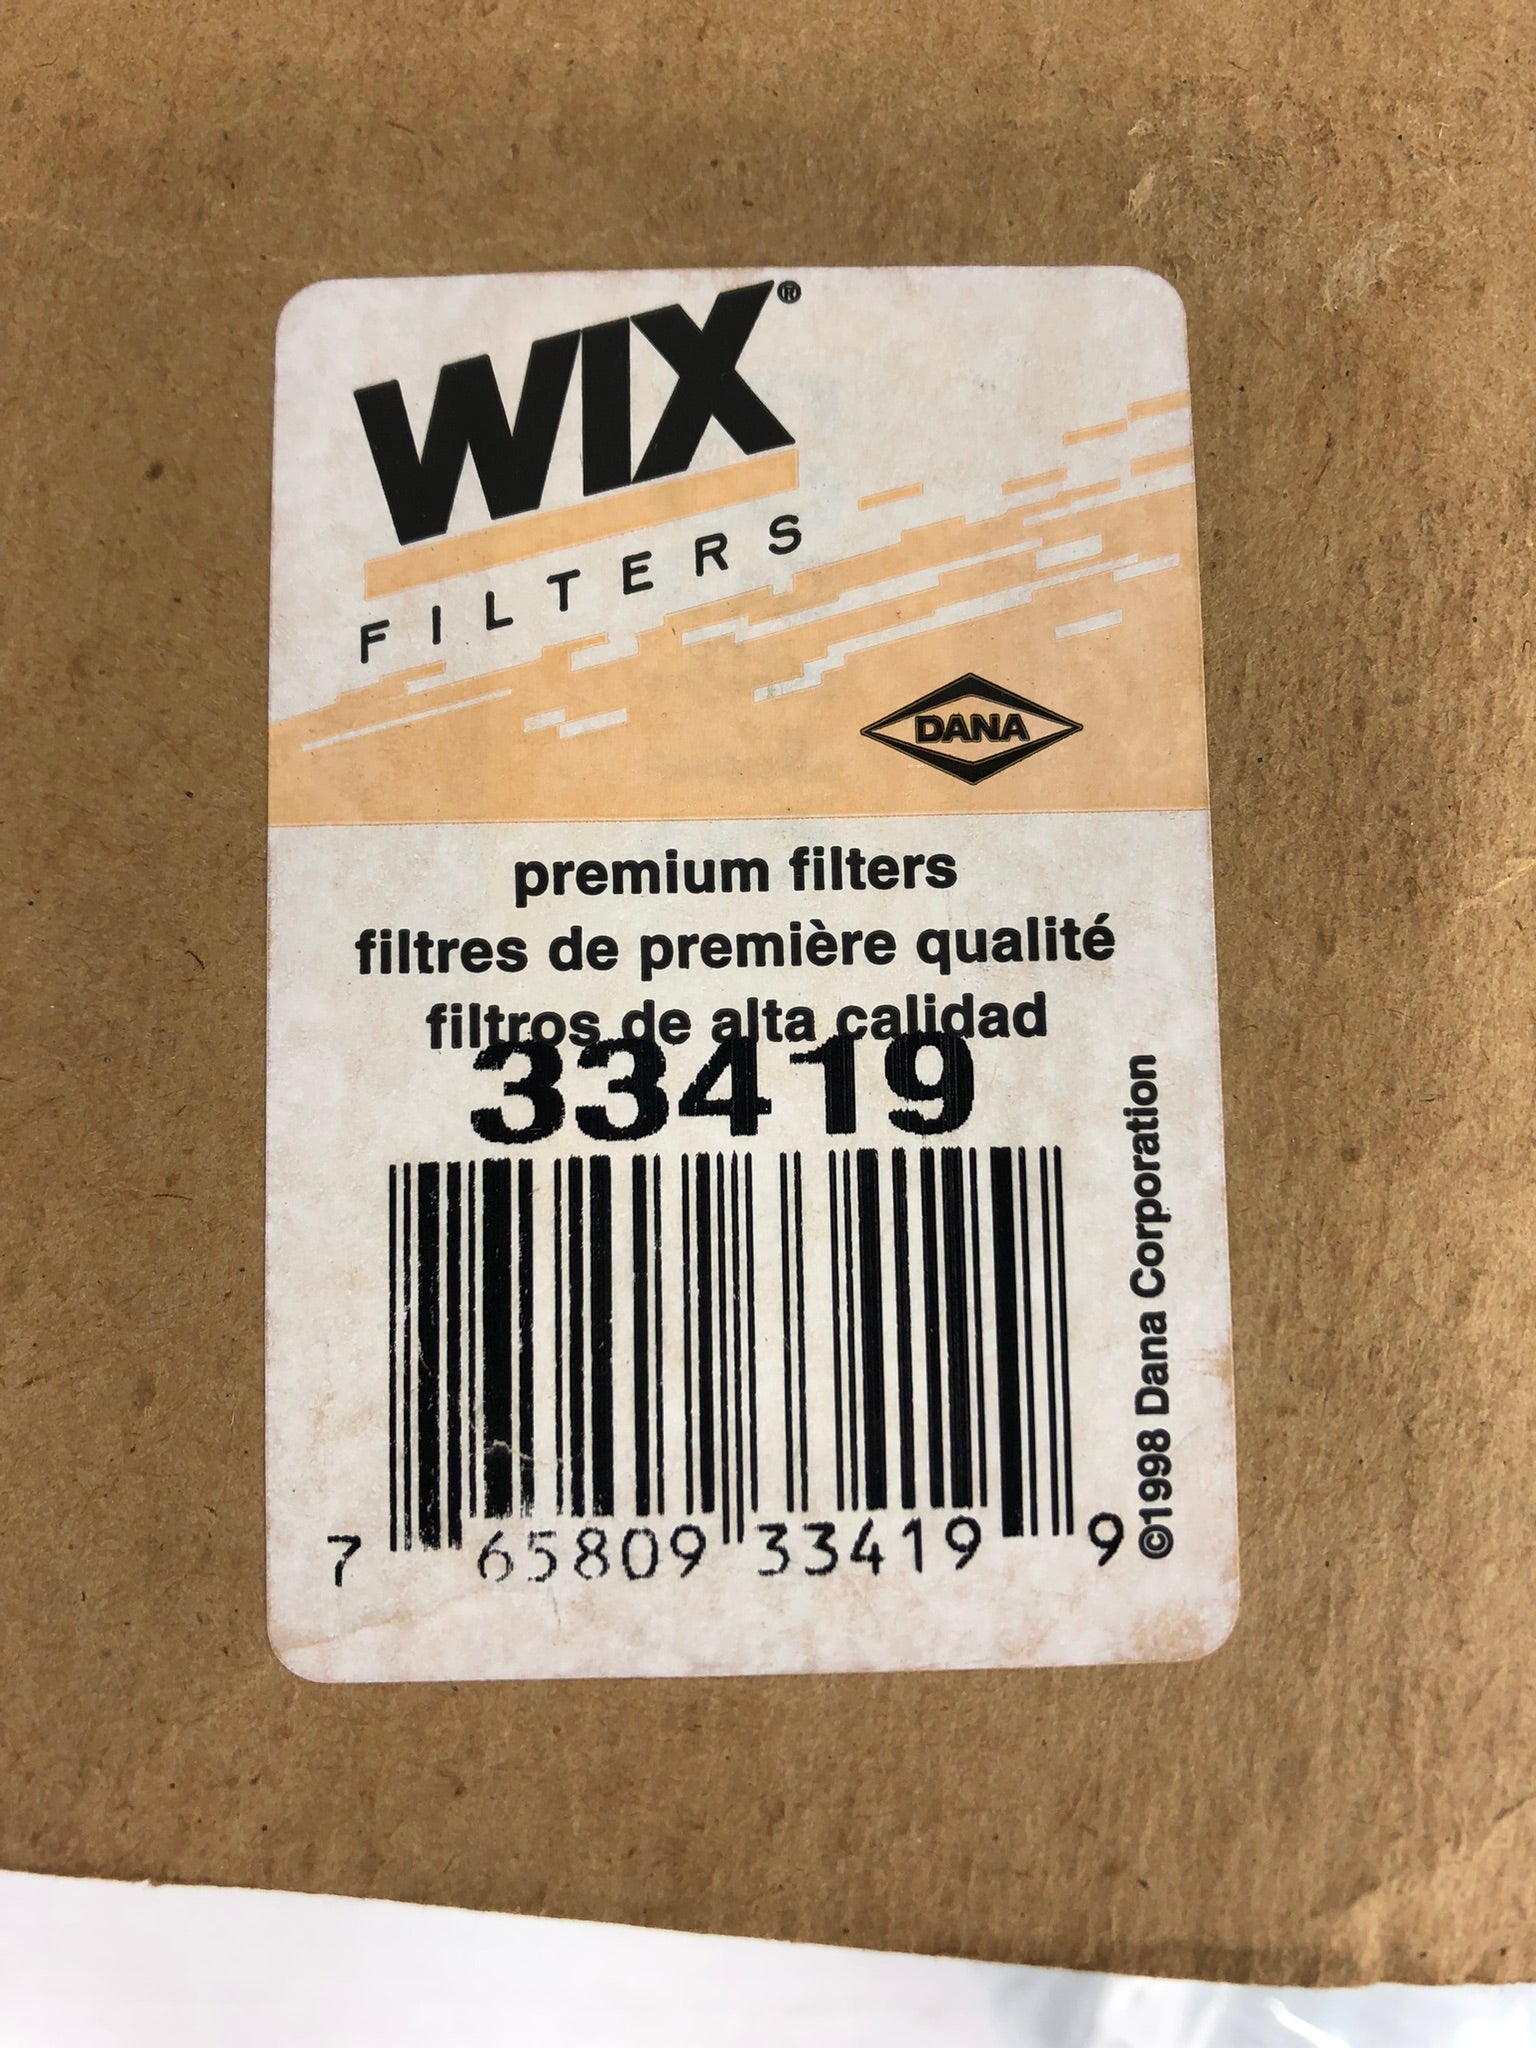 WIX®
FILTERS
DANA
premium filters
filtres de première qualité
filtros de alta calidad
33419
7 65809 33419 9
©1998 Dana Corporation